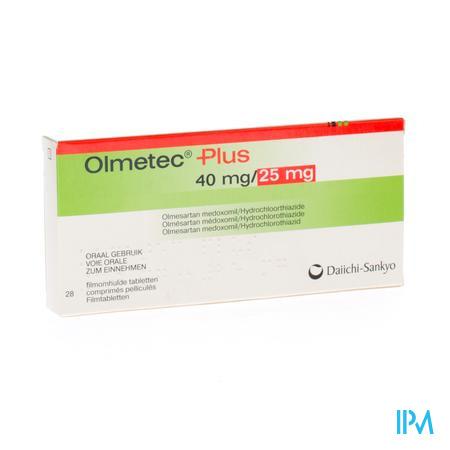 Olmetec® Plus
40 mg/25 mg
Olmesartan medoxomil/Hydrochloorthiazide
Olmésartan médoxomil/Hydrochlorothiazide
Olmesartan medoxomil/Hydrochlorothiazid
ORAAL GEBRUIK
VOIE ORALE
ZUM EINNEHMEN
28
filmomhulde tabletten
comprimés pelliculés
Filmtabletten
Daiichi-Sankyo
IPM